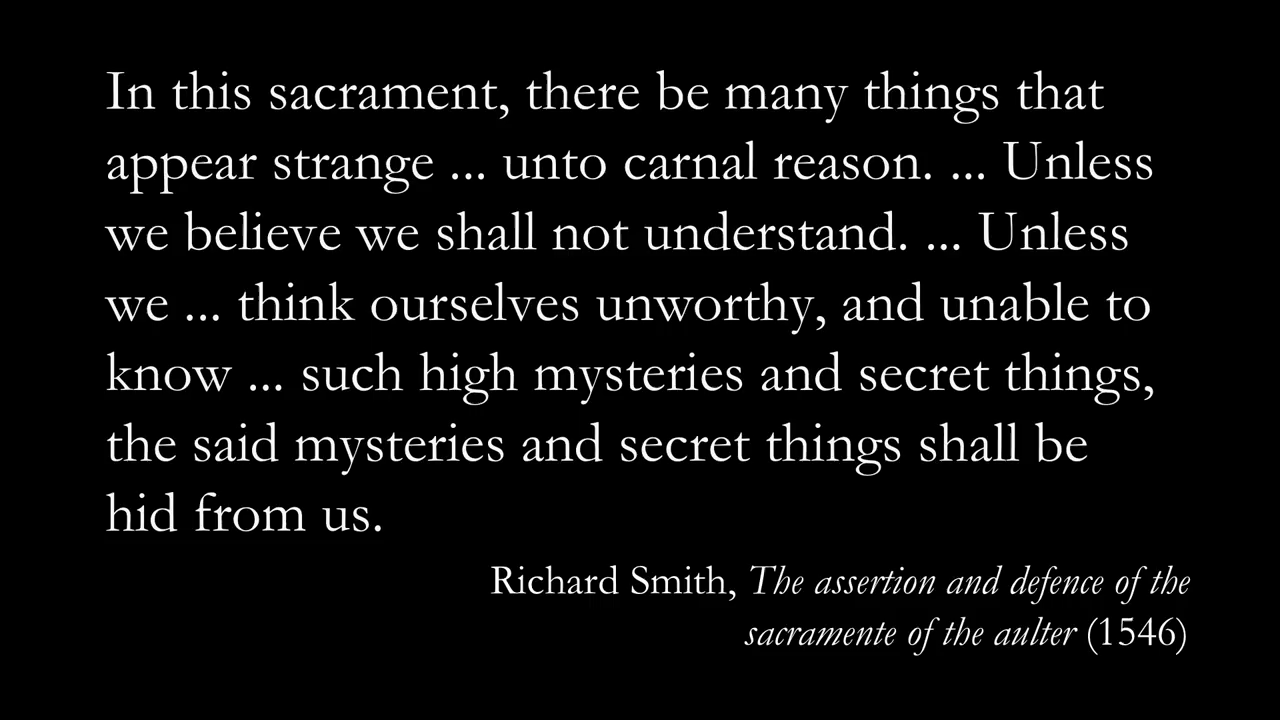 In this sacrament, there be many things that
appear strange ... unto carnal reason. ... Unless
we believe we shall not understand. ... Unless
we ... think ourselves unworthy, and unable to
know ... such high mysteries and secret things,
the said mysteries and secret things shall be
hid from us.
Richard Smith, The assertion and defence of the
sacramente of the aulter (1546)